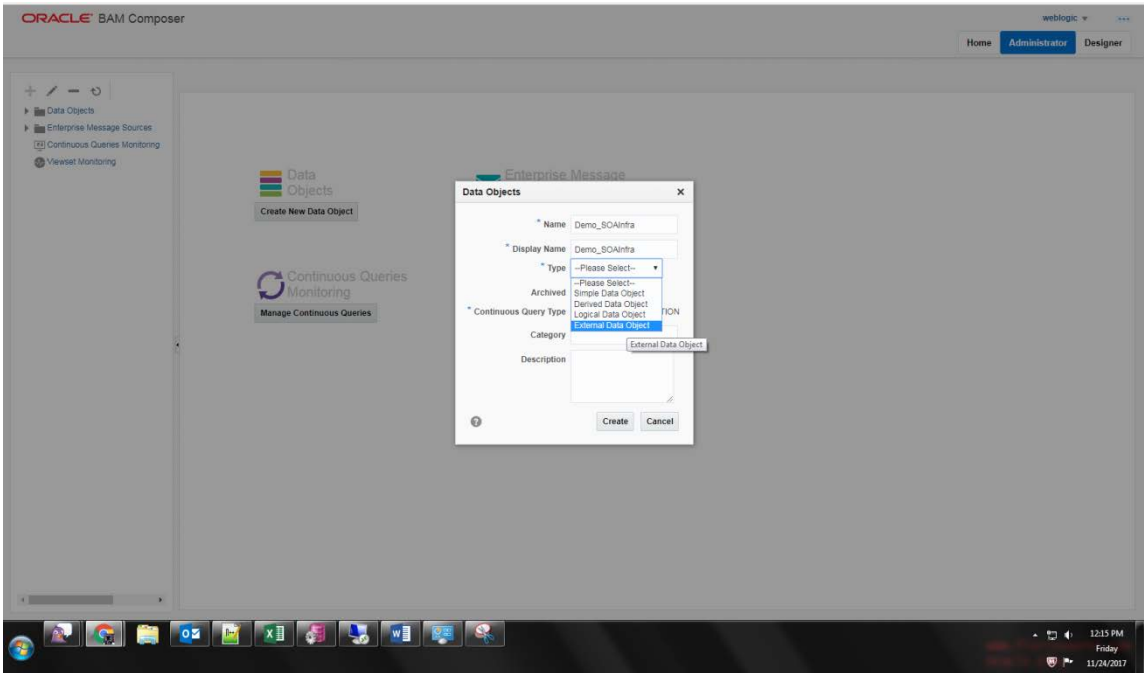 ORACLE® BAM Composer
weblogic
Home
Administrator
Designer
Data Objects
Enterprise Message Sources
Continuous Queries Monitoring
Viewset Monitoring
Data
Objects
Create New Data Object
Enterprise Message
Continuous Queries
Monitoring
Manage Continuous Queries
Data Objects
* Name Demo_SOAInfra
* Display Name Demo_SOAInfra
* Type --Please Select--
--Please Select--
Simple Data Object
Derived Data Object
Logical Data Object
External Data Object
Archived
* Continuous Query Type TION
Category
External Data Object
Description
Create
Cancel
12:15 PM
Friday
11/24/2017